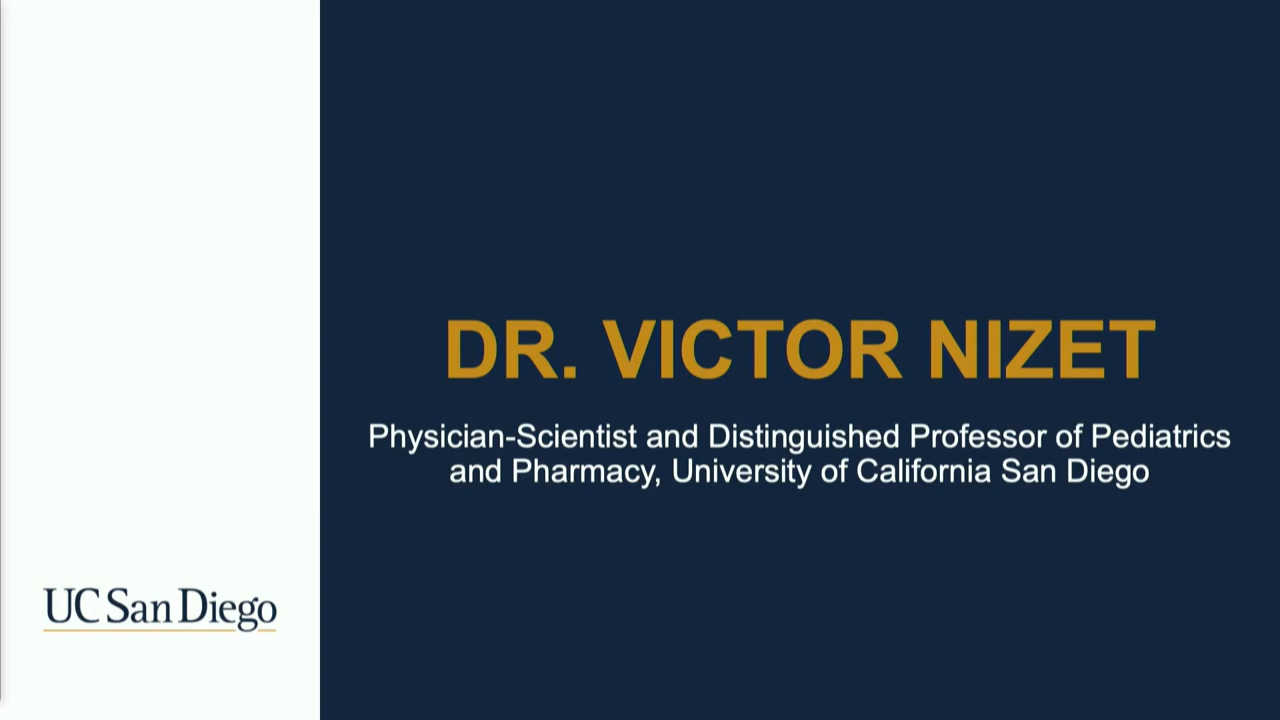 DR. VICTOR NIZET
Physician-Scientist and Distinguished Professor of Pediatrics
and Pharmacy, University of California San Diego
UC San Diego